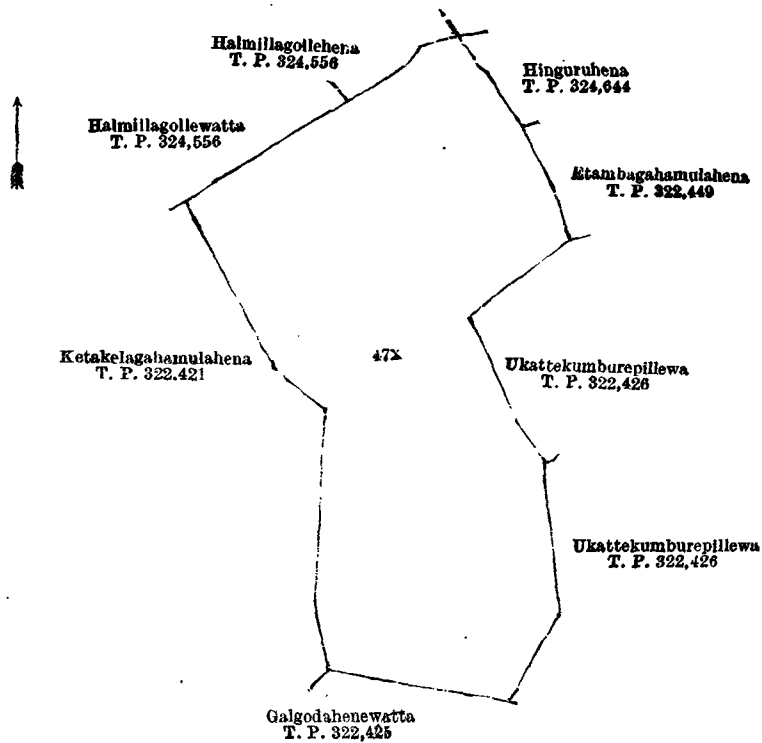 Halmillagollehena
T. P. 324,556
Hinguruhena
T. P. 324,644
Halmillagollewatta
T. P. 324,556
Etambagahamulahena
T. P. 322,449
Ketakelagahamulahena
T. P. 322.421
47X
Ukattekumburepillewa
T. P. 322,426
Ukattekumburepillewa
T. P. 322,426
Galgodahenewatta
T. P. 322,425